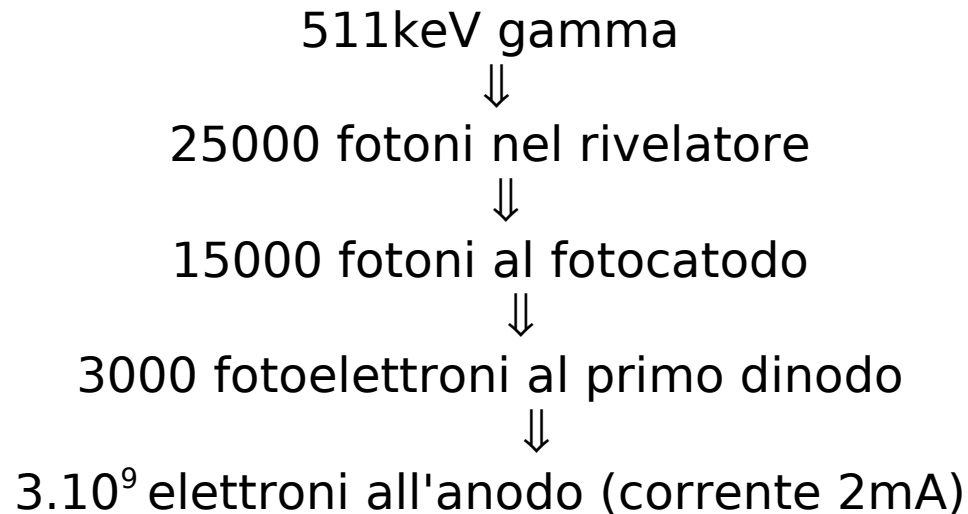 511keV gamma
⇓
25000 fotoni nel rivelatore
⇓
15000 fotoni al fotocatodo
⇓
3000 fotoelettroni al primo dinodo
⇓
3.10⁹ elettroni all'anodo (corrente 2mA)